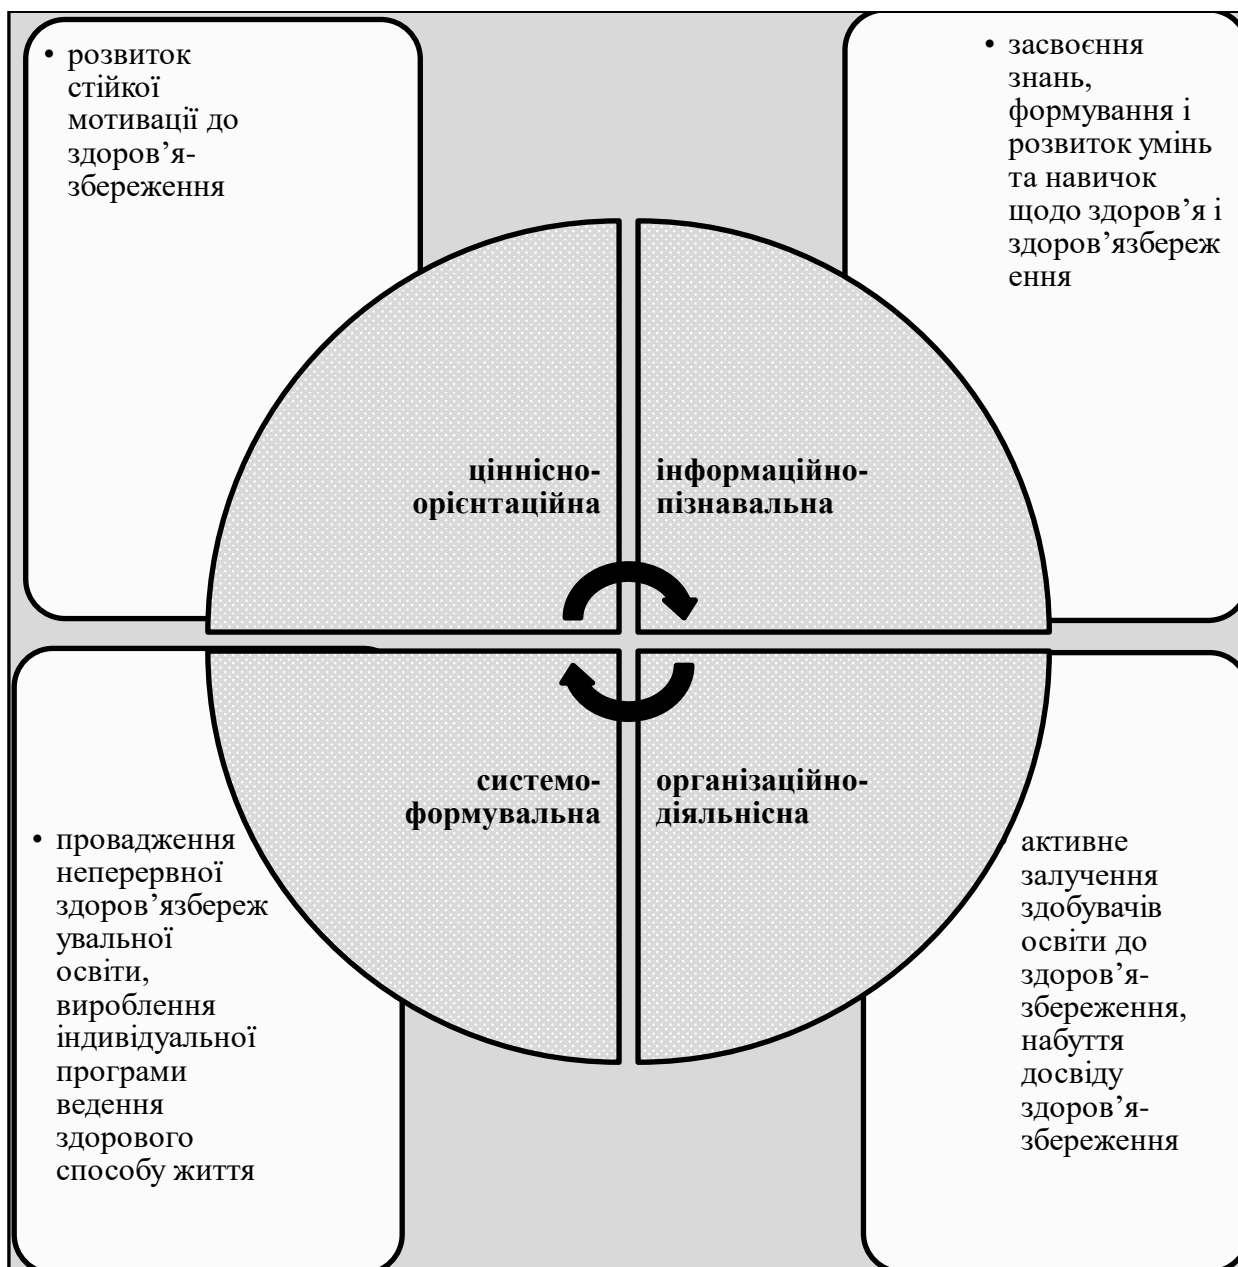 • розвиток
стійкої
мотивації до
здоров’я-
збереження
• засвоєння
знань,
формування і
розвиток умінь
та навичок
щодо здоров’я і
здоров’язбереж
ення
ціннісно-
орієнтаційна
інформаційно-
пізнавальна
системо-
формувальна
організаційно-
діяльнісна
• провадження
неперервної
здоров’язбереж
увальної
освіти,
вироблення
індивідуальної
програми
ведення
здорового
способу життя
активне
залучення
здобувачів
освіти до
здоров’я-
збереження,
набуття
досвіду
здоров’я-
збереження